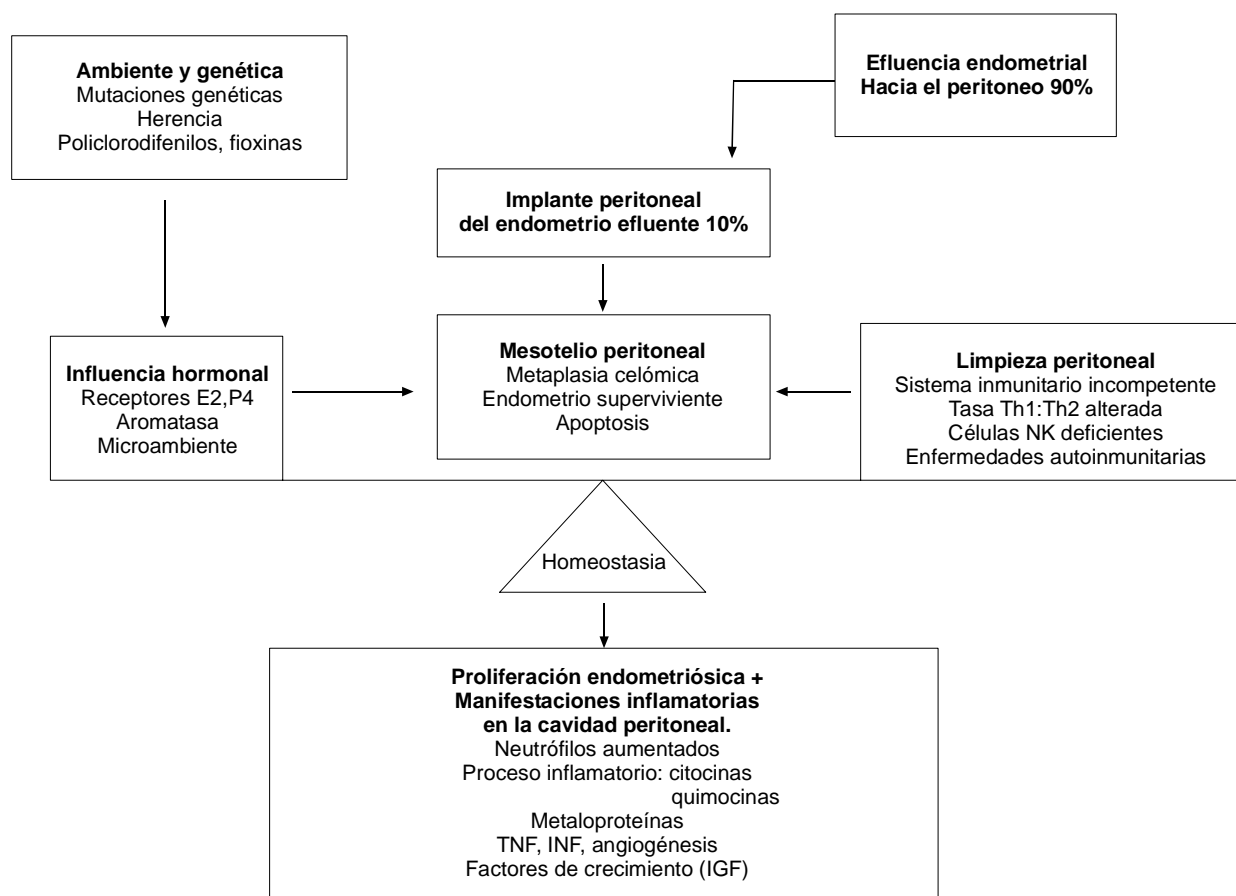 Ambiente y genética
Mutaciones genéticas
Herencia
Policlorodifenilos, fioxinas
Efluencia endometrial
Hacia el peritoneo 90%
Implante peritoneal
del endometrio efluente 10%
Influencia hormonal
Receptores E2,P4
Aromatasa
Microambiente
Mesotelio peritoneal
Metaplasia celómica
Endometrio superviviente
Apoptosis
Limpieza peritoneal
Sistema inmunitario incompetente
Tasa Th1:Th2 alterada
Células NK deficientes
Enfermedades autoinmunitarias
Homeostasia
Proliferación endometriósica +
Manifestaciones inflamatorias
en la cavidad peritoneal.
Neutrófilos aumentados
Proceso inflamatorio: citocinas
quimocinas
Metaloproteínas
TNF, INF, angiogénesis
Factores de crecimiento (IGF)